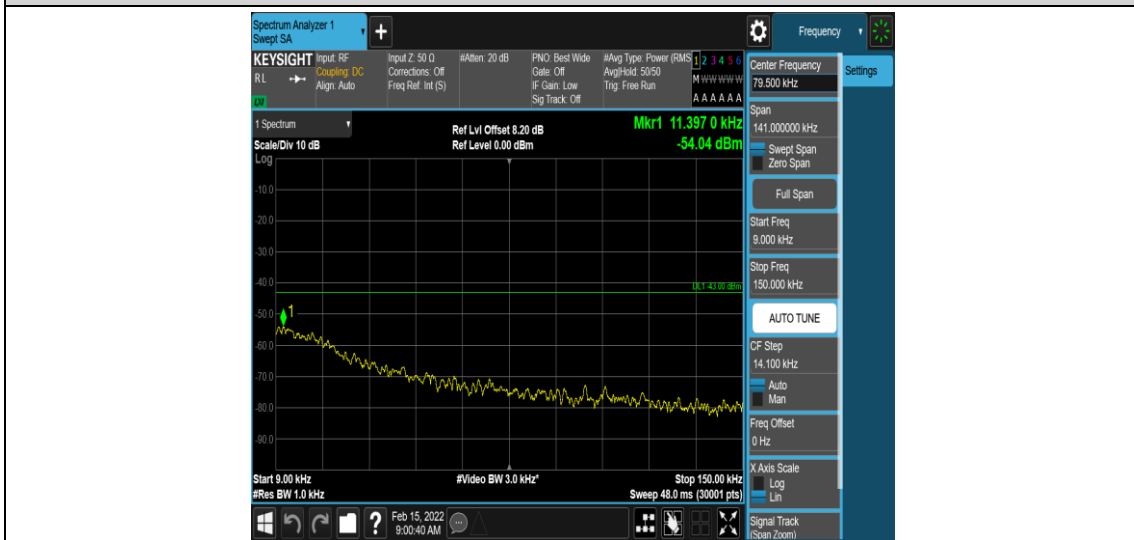 Spectrum Analyzer 1
Swept SA
+
Frequency
KEYSIGHT
RL
Input: RF
Coupling: DC
Align: Auto
Input Z: 50 Ω
Corrections: Off
Freq Ref: Int (S)
#Atten: 20 dB
PNO: Best Wide
Gate: Off
IF Gain: Low
Sig Track: Off
#Avg Type: Power (RMS
Avg|Hold: 50/50
Trig: Free Run
1 2 3 4 5 6
M W W W W W
A A A A A A
1 Spectrum
Scale/Div 10 dB
Ref Lvl Offset 8.20 dB
Ref Level 0.00 dBm
Mkr1 11.397 0 kHz
-54.04 dBm
Log
-10.0
-20.0
-30.0
-40.0
-50.0
-60.0
-70.0
-80.0
-90.0
DL1 -43.00 dBm
1
Start 9.00 kHz
#Res BW 1.0 kHz
#Video BW 3.0 kHz*
Stop 150.00 kHz
Sweep 48.0 ms (30001 pts)
Center Frequency
79.500 kHz
Settings
Span
141.000000 kHz
Swept Span
Zero Span
Full Span
Start Freq
9.000 kHz
Stop Freq
150.000 kHz
AUTO TUNE
CF Step
14.100 kHz
Auto
Man
Freq Offset
0 Hz
X Axis Scale
Log
Lin
Signal Track
(Span Zoom)
?
Feb 15, 2022
9:00:40 AM